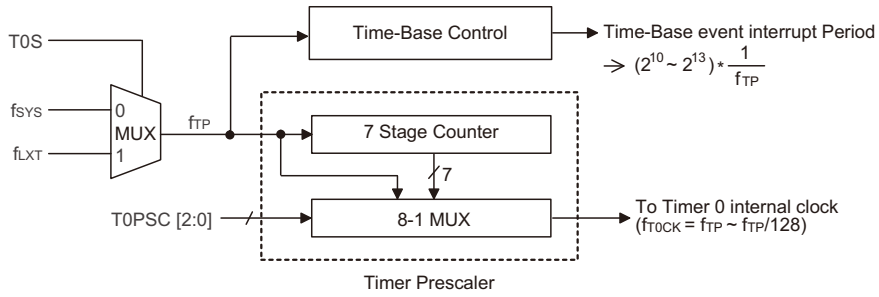 T0S
fSYS
fLXT
0
MUX
1
fTP
Time-Base Control
Time-Base event interrupt Period
→ (2^10 ~ 2^13) * 1/fTP
7 Stage Counter
7
T0PSC [2:0]
8-1 MUX
To Timer 0 internal clock
(fT0CK = fTP ~ fTP/128)
Timer Prescaler